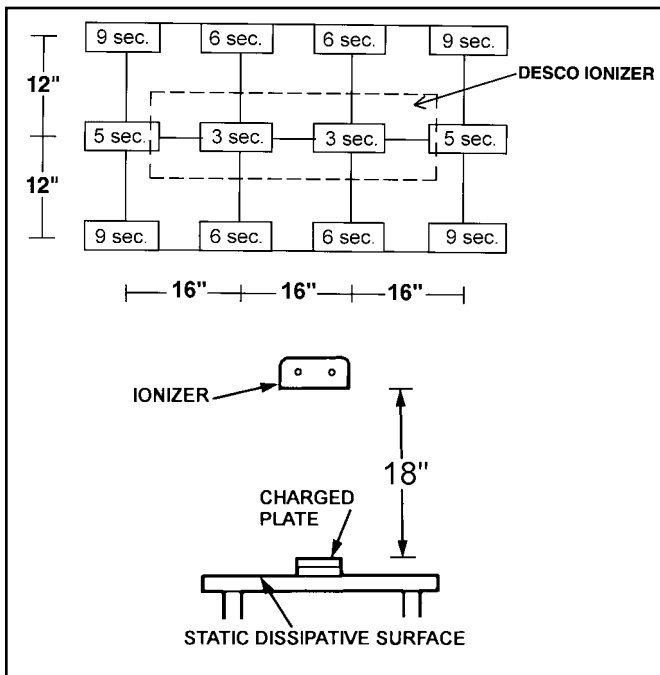 9 sec. 6 sec. 6 sec. 9 sec.
DESCO IONIZER
12"
5 sec. 3 sec. 3 sec. 5 sec.
12"
9 sec. 6 sec. 6 sec. 9 sec.
16" 16" 16"
IONIZER
18"
CHARGED
PLATE
STATIC DISSIPATIVE SURFACE